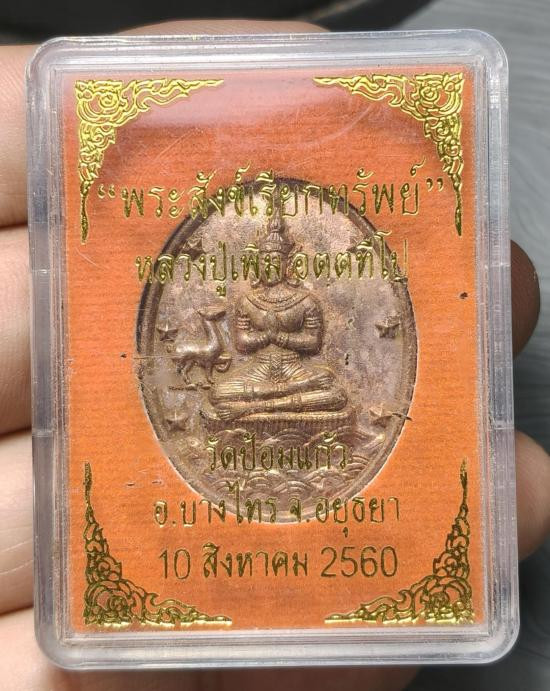 “พระสังข์เรียกทรัพย์”
หลวงปู่เพิ่ม อตฺตทีโป
วัดป้อมแก้ว
อ.บางไทร จ.อยุธยา
10 สิงหาคม 2560